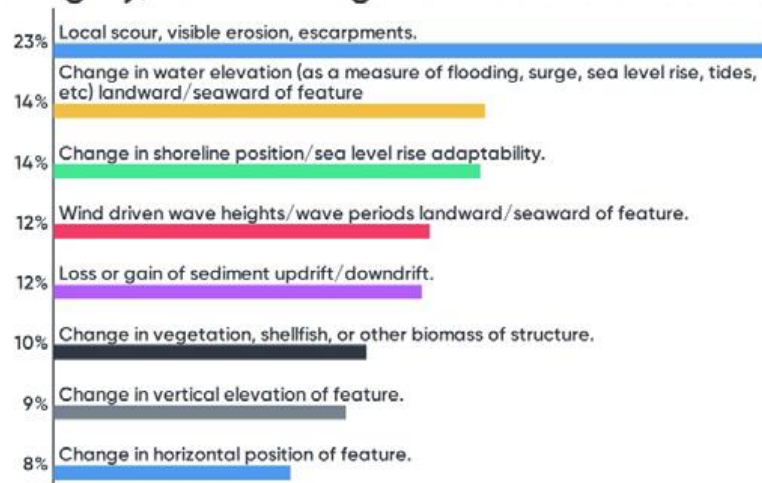 23% Local scour, visible erosion, escarpments.
Change in water elevation (as a measure of flooding, surge, sea level rise, tides,
14% etc) landward/seaward of feature
14% Change in shoreline position/sea level rise adaptability.
12% Wind driven wave heights/wave periods landward/seaward of feature.
12% Loss or gain of sediment updrift/downdrift.
10% Change in vegetation, shellfish, or other biomass of structure.
9% Change in vertical elevation of feature.
8% Change in horizontal position of feature.